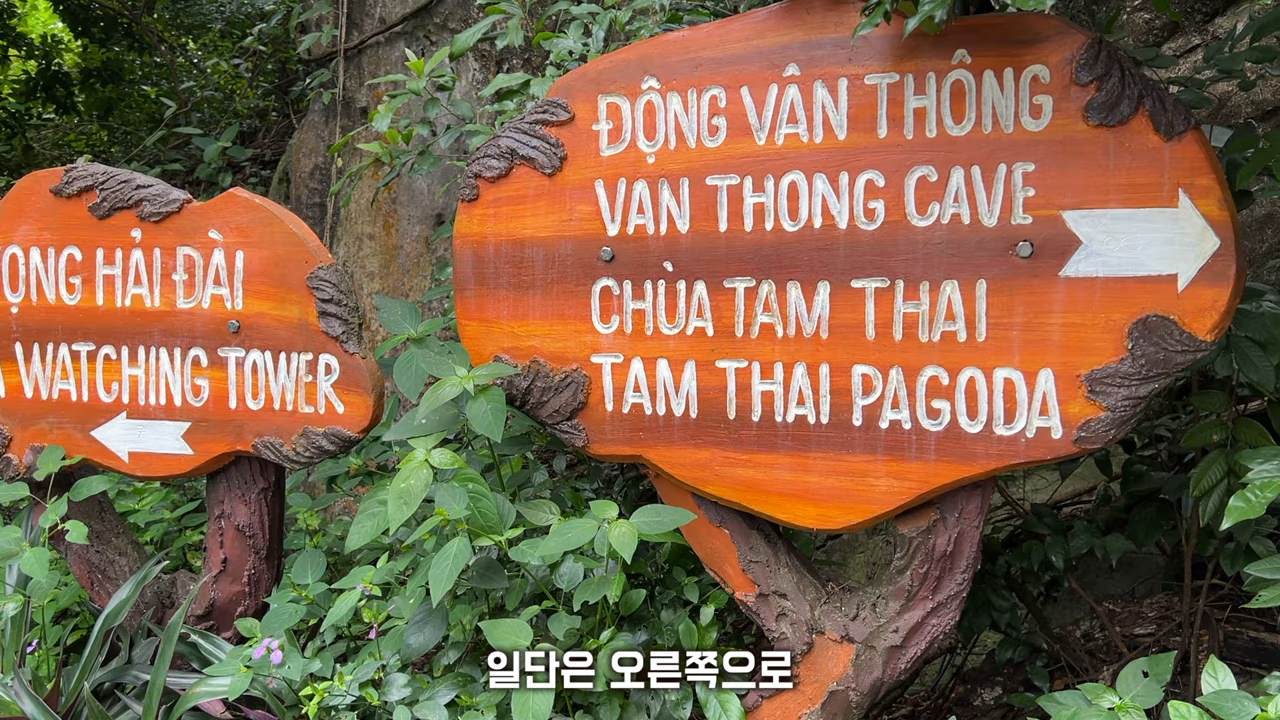 ỌNG HẢI ĐÀI
WATCHING TOWER
ĐỘNG VÂN THÔNG
VAN THONG CAVE
CHÙA TAM THAI
TAM THAI PAGODA
일단은 오른쪽으로